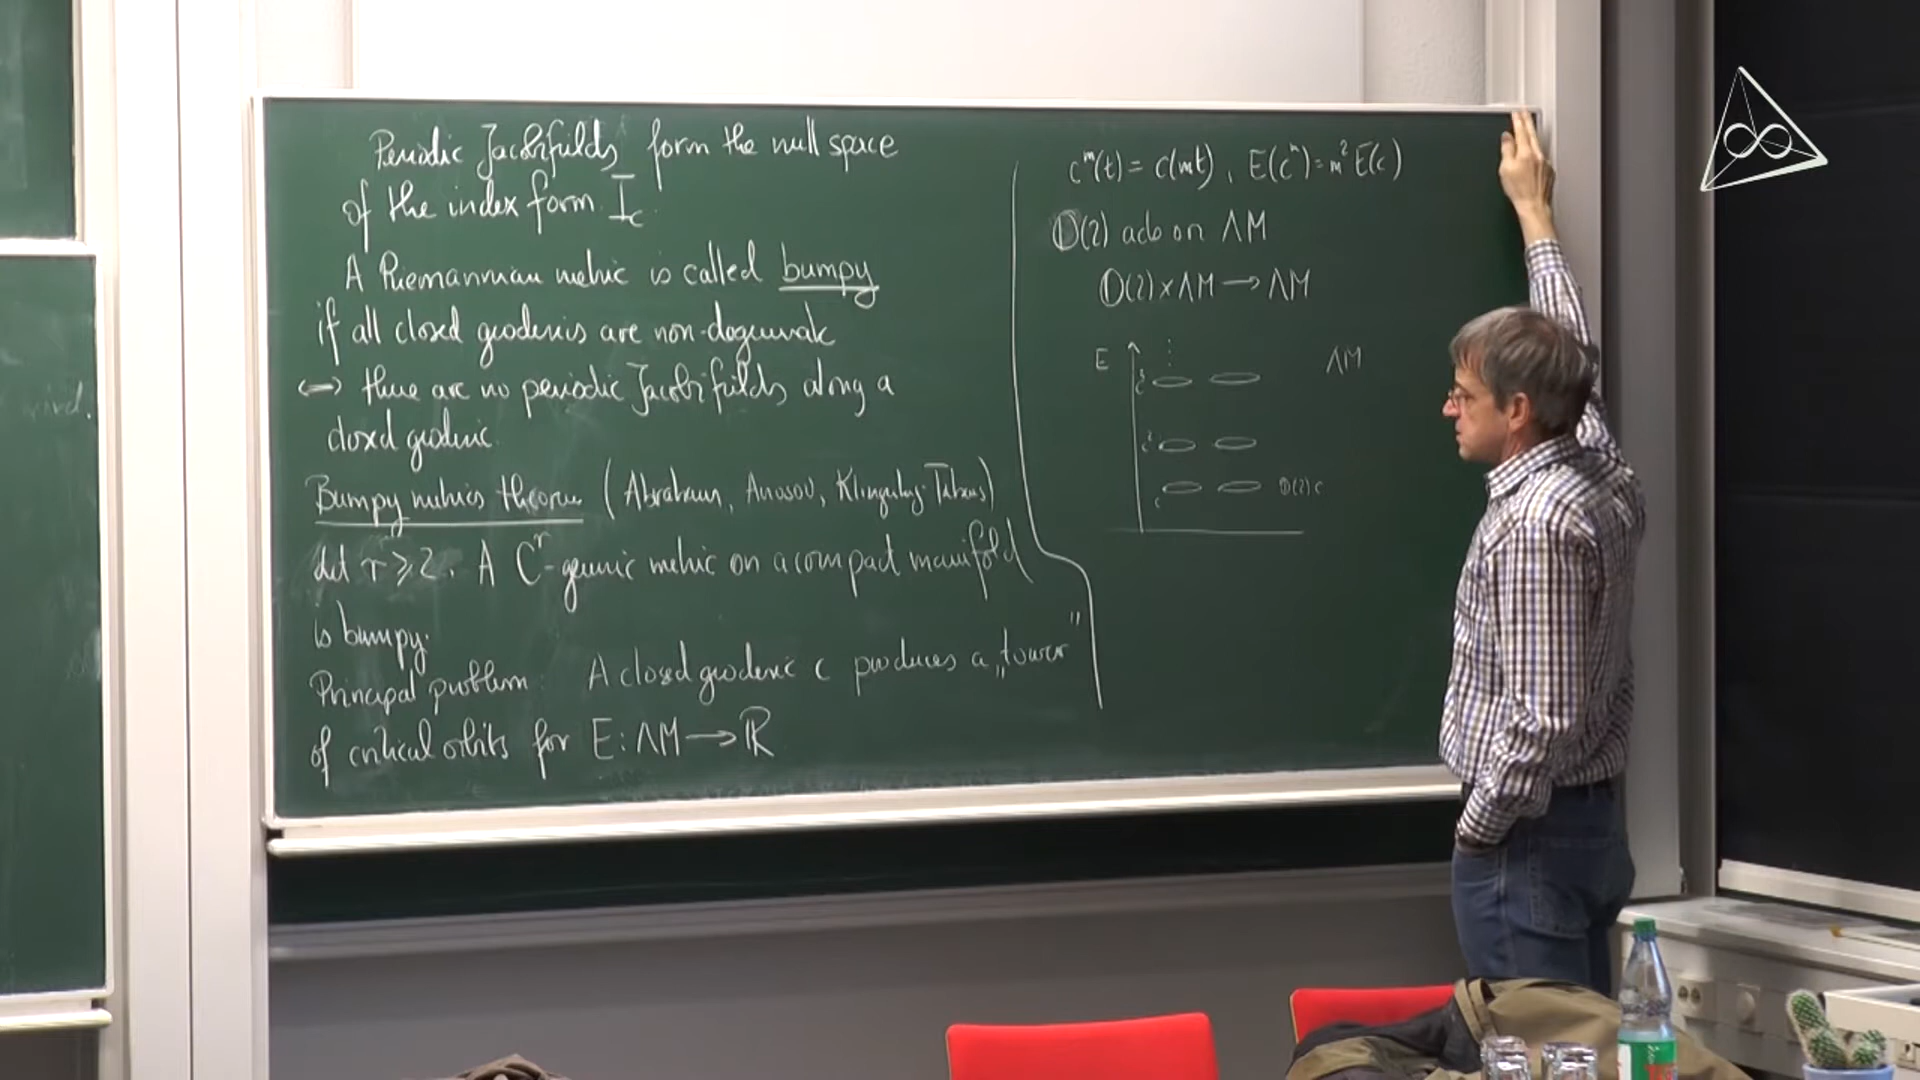 Periodic Jacobifields form the null space
of the index form I_c.
A Riemannian metric is called bumpy
if all closed geodesics are non-degenerate
⟺ there are no periodic Jacobi fields along a
closed geodesic.
Bumpy metrics theorem (Abraham, Anosov, Klingenberg-Takens)
Let r ≥ 2. A C^r-generic metric on a compact manifold
is bumpy.
Principal problem: A closed geodesic c produces a „tower”
of critical orbits for E: ΛM → ℝ
c^m(t) = c(mt), E(c^m) = m² E(c)
O(2) acts on ΛM
O(2) × ΛM → ΛM
E ΛM
c³
c²
c O(2)c